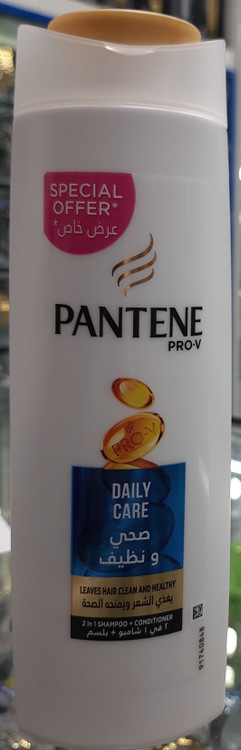 SPECIAL
OFFER*
عرض خاص*
PANTENE
PRO-V
PRO-V
DAILY
CARE
صحي
و نظيف
LEAVES HAIR CLEAN AND HEALTHY
يغذي الشعر ويمنحه الصحة
2 in 1 SHAMPOO + CONDITIONER
٢ في ١ شامبو + بلسم
91740848